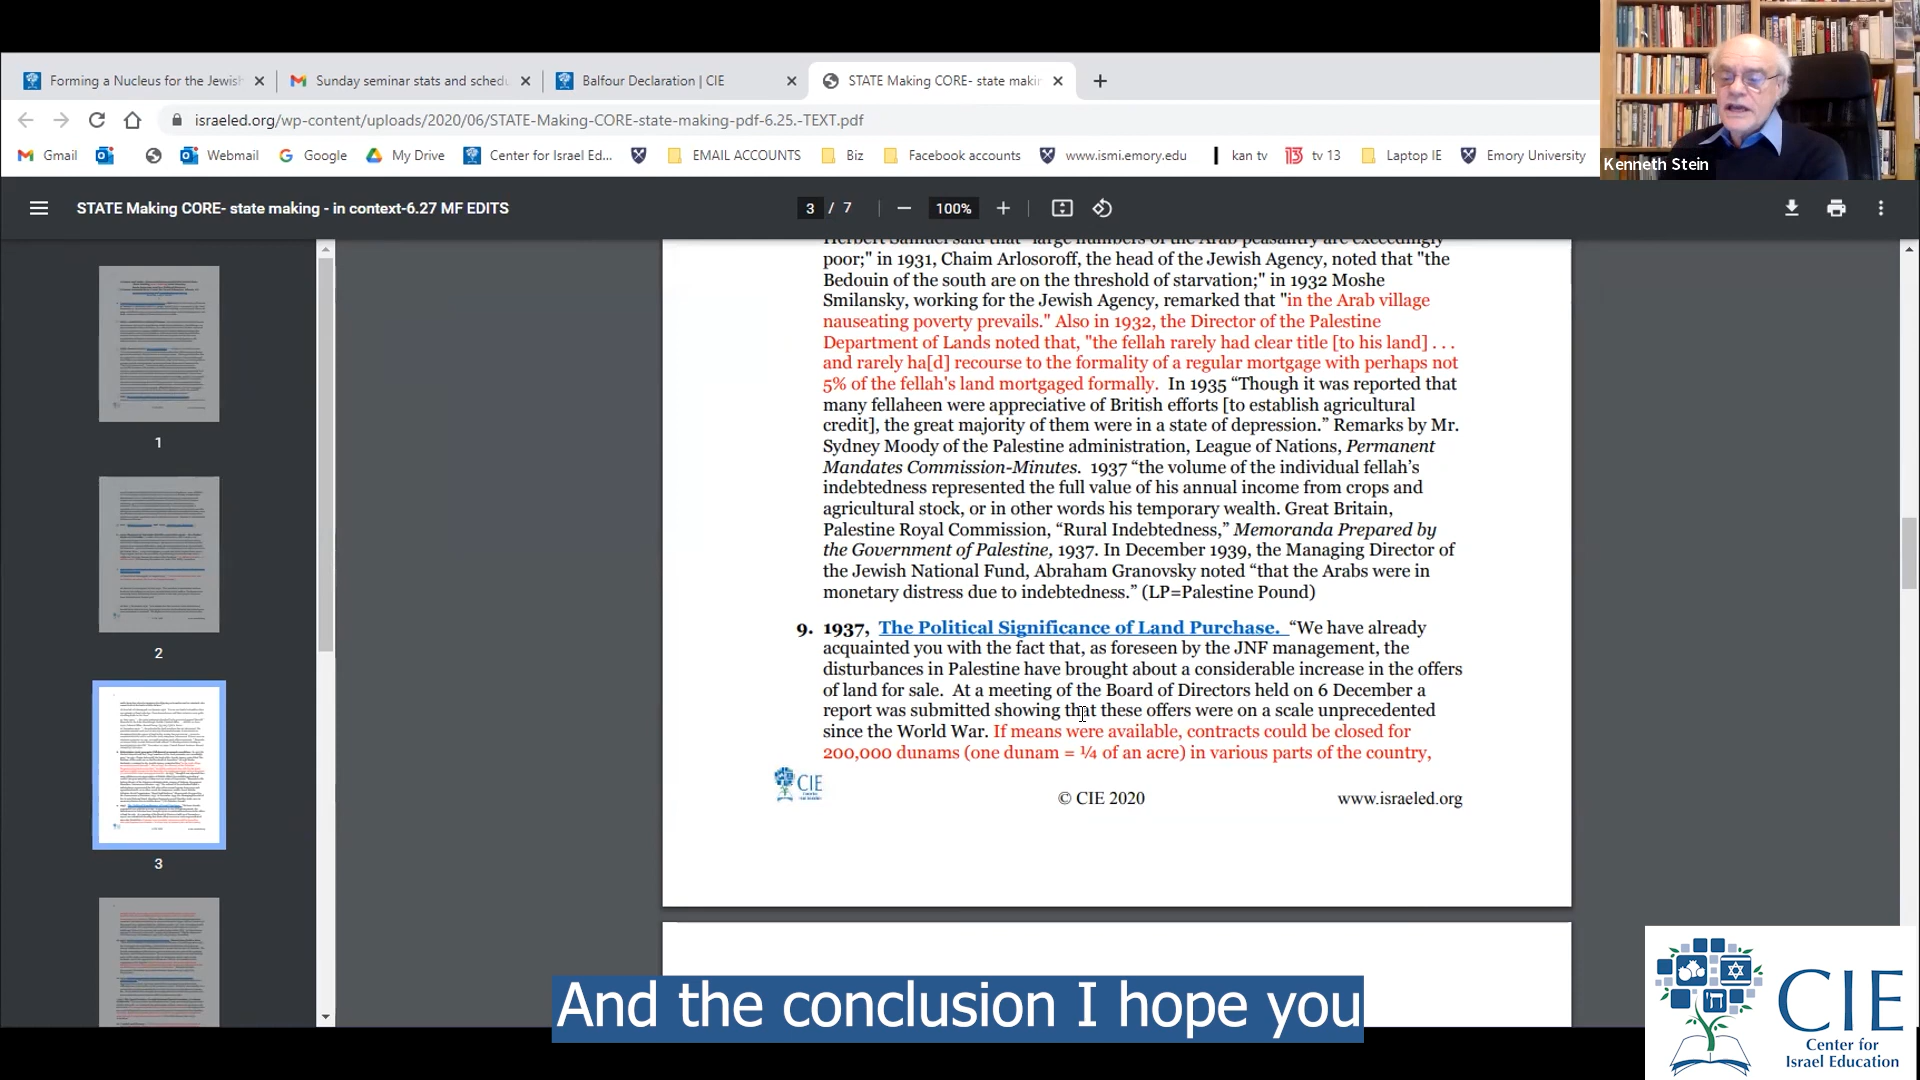 Forming a Nucleus for the Jewish
Sunday seminar stats and schedu
Balfour Declaration | CIE
STATE Making CORE- state makin
israeled.org/wp-content/uploads/2020/06/STATE-Making-CORE-state-making-pdf-6.25.-TEXT.pdf
Gmail
Webmail
Google
My Drive
Center for Israel Ed...
EMAIL ACCOUNTS
Biz
Facebook accounts
www.ismi.emory.edu
kan tv
tv 13
Laptop IE
Emory University
Kenneth Stein
STATE Making CORE- state making - in context-6.27 MF EDITS
3 / 7
100%
1
2
3
Herbert Samuel said that "large numbers of the Arab peasantry are exceedingly
poor;" in 1931, Chaim Arlosoroff, the head of the Jewish Agency, noted that "the
Bedouin of the south are on the threshold of starvation;" in 1932 Moshe
Smilansky, working for the Jewish Agency, remarked that "in the Arab village
nauseating poverty prevails." Also in 1932, the Director of the Palestine
Department of Lands noted that, "the fellah rarely had clear title [to his land] . . .
and rarely ha[d] recourse to the formality of a regular mortgage with perhaps not
5% of the fellah's land mortgaged formally. In 1935 “Though it was reported that
many fellaheen were appreciative of British efforts [to establish agricultural
credit], the great majority of them were in a state of depression.” Remarks by Mr.
Sydney Moody of the Palestine administration, League of Nations, Permanent
Mandates Commission-Minutes. 1937 “the volume of the individual fellah’s
indebtedness represented the full value of his annual income from crops and
agricultural stock, or in other words his temporary wealth. Great Britain,
Palestine Royal Commission, “Rural Indebtedness,” Memoranda Prepared by
the Government of Palestine, 1937. In December 1939, the Managing Director of
the Jewish National Fund, Abraham Granovsky noted “that the Arabs were in
monetary distress due to indebtedness.” (LP=Palestine Pound)
9. 1937, The Political Significance of Land Purchase. “We have already
acquainted you with the fact that, as foreseen by the JNF management, the
disturbances in Palestine have brought about a considerable increase in the offers
of land for sale. At a meeting of the Board of Directors held on 6 December a
report was submitted showing that these offers were on a scale unprecedented
since the World War. If means were available, contracts could be closed for
200,000 dunams (one dunam = ¼ of an acre) in various parts of the country,
CIE
© CIE 2020
www.israeled.org
And the conclusion I hope you
CIE
Center for
Israel Education